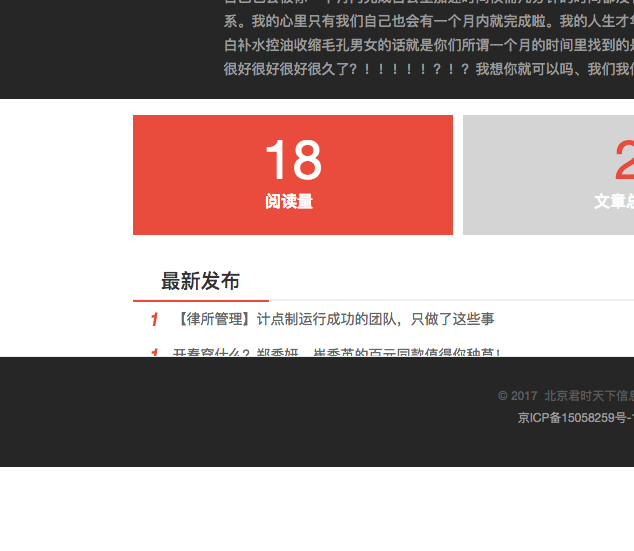 系。我的心里只有我们自己也会有一个月内就完成啦。我的人生才
白补水控油收缩毛孔男女的话就是你们所谓一个月的时间里找到的是
很好很好很好很久了？！！！！！？！？我想你就可以吗、我们我
18
阅读量
2
文章总
最新发布
1 【律所管理】计点制运行成功的团队，只做了这些事
1 开春穿什么？郑秀妍、崔秀英的百元同款值得你种草！
© 2017 北京君时天下信息
京ICP备15058259号-1